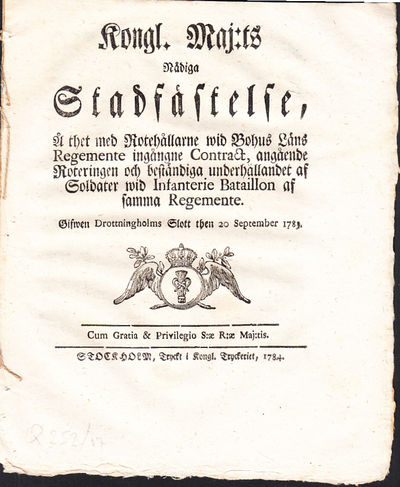 Kongl. Maj:ts
Nådiga
Stadfästelse,
Å thet med Rotehållarne wid Bohus Läns
Regemente ingångne Contract, angående
Roteringen och beständiga underhållandet af
Soldater wid Infanterie Bataillon af
samma Regemente.
Gifwen Drottningholms Slott then 20 September 1783.
Cum Gratia & Privilegio S:æ R:æ Maj:tis.
STOCKHOLM, Tryckt i Kongl. Tryckeriet, 1784.